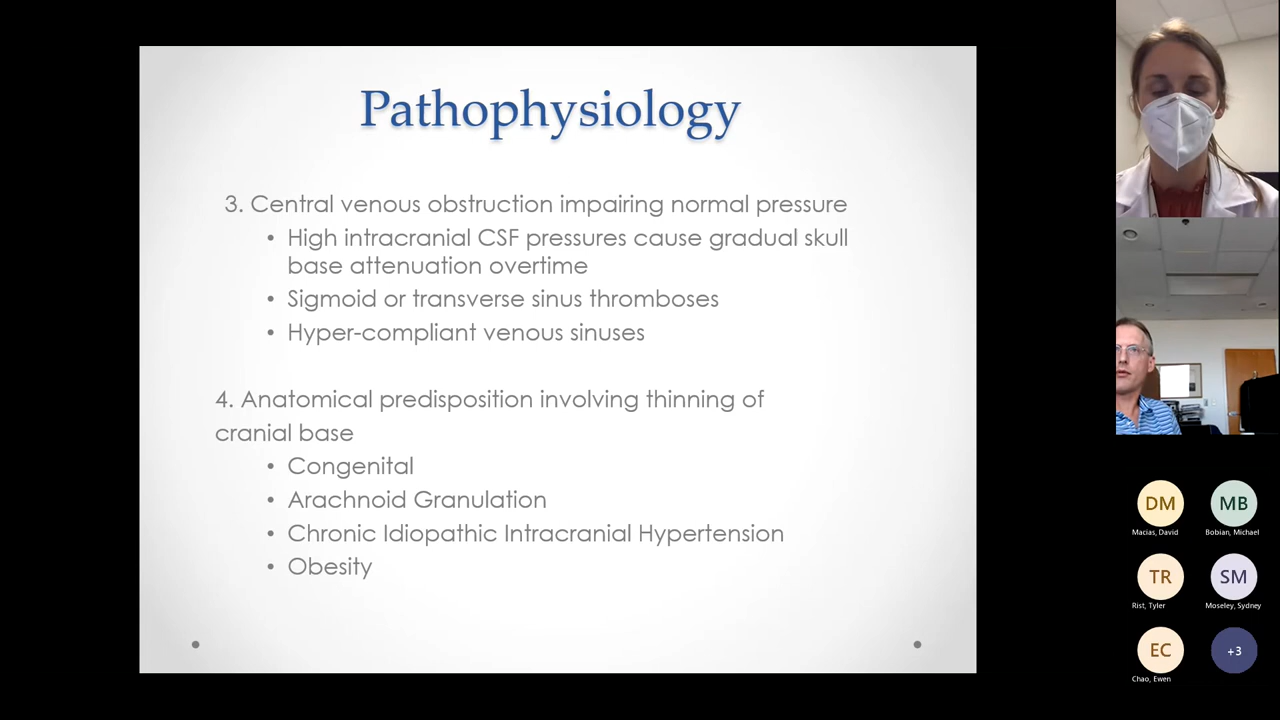 Pathophysiology
3. Central venous obstruction impairing normal pressure
• High intracranial CSF pressures cause gradual skull
base attenuation overtime
• Sigmoid or transverse sinus thromboses
• Hyper-compliant venous sinuses
4. Anatomical predisposition involving thinning of
cranial base
• Congenital
• Arachnoid Granulation
• Chronic Idiopathic Intracranial Hypertension
• Obesity
DM
Macias, David
MB
Bobian, Michael
TR
Rist, Tyler
SM
Moseley, Sydney
EC
Chao, Ewen
+3